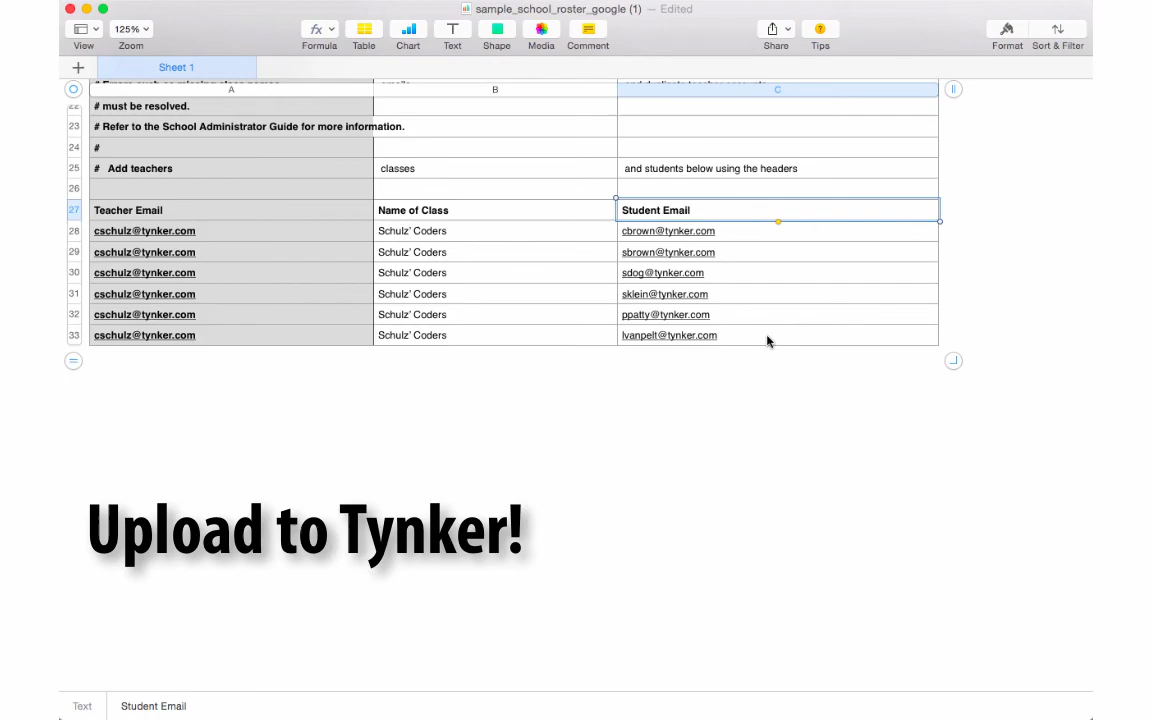 sample_school_roster_google (1) — Edited
View 125% Zoom fx Formula Table Chart T Text Shape Media Comment Share ? Tips Format Sort & Filter
+ Sheet 1
A B C
22 # must be resolved.
23 # Refer to the School Administrator Guide for more information.
24 #
25 # Add teachers classes and students below using the headers
26
27 Teacher Email Name of Class Student Email
28 cschulz@tynker.com Schulz' Coders cbrown@tynker.com
29 cschulz@tynker.com Schulz' Coders sbrown@tynker.com
30 cschulz@tynker.com Schulz' Coders sdog@tynker.com
31 cschulz@tynker.com Schulz' Coders sklein@tynker.com
32 cschulz@tynker.com Schulz' Coders ppatty@tynker.com
33 cschulz@tynker.com Schulz' Coders lvanpelt@tynker.com
Upload to Tynker!
Text Student Email